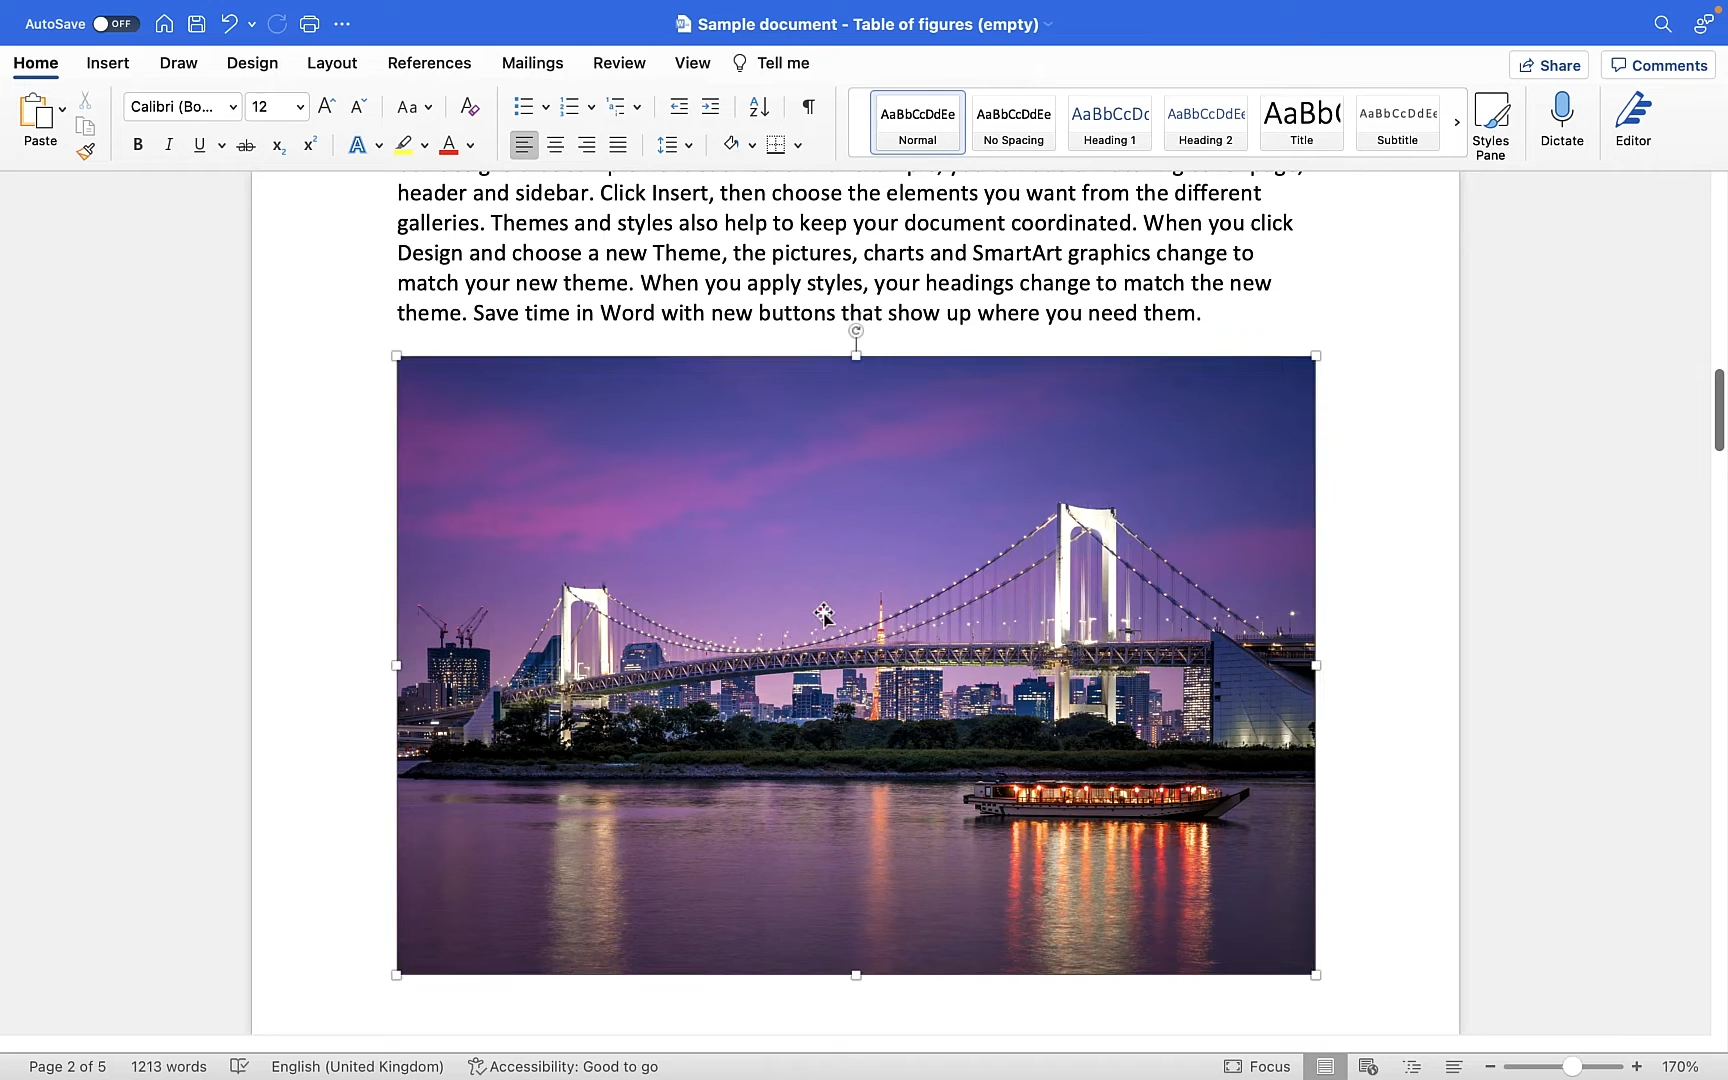 AutoSave OFF
Sample document - Table of figures (empty)
Home Insert Draw Design Layout References Mailings Review View Tell me Share Comments
Paste Calibri (Bo... 12 Aa
B I U ab x₂ x² A A
AaBbCcDdEe AaBbCcDdEe AaBbCcDc AaBbCcDdEe AaBb( AaBbCcDdEe
Normal No Spacing Heading 1 Heading 2 Title Subtitle
Styles Pane Dictate Editor
header and sidebar. Click Insert, then choose the elements you want from the different
galleries. Themes and styles also help to keep your document coordinated. When you click
Design and choose a new Theme, the pictures, charts and SmartArt graphics change to
match your new theme. When you apply styles, your headings change to match the new
theme. Save time in Word with new buttons that show up where you need them.
Page 2 of 5 1213 words English (United Kingdom) Accessibility: Good to go Focus 170%